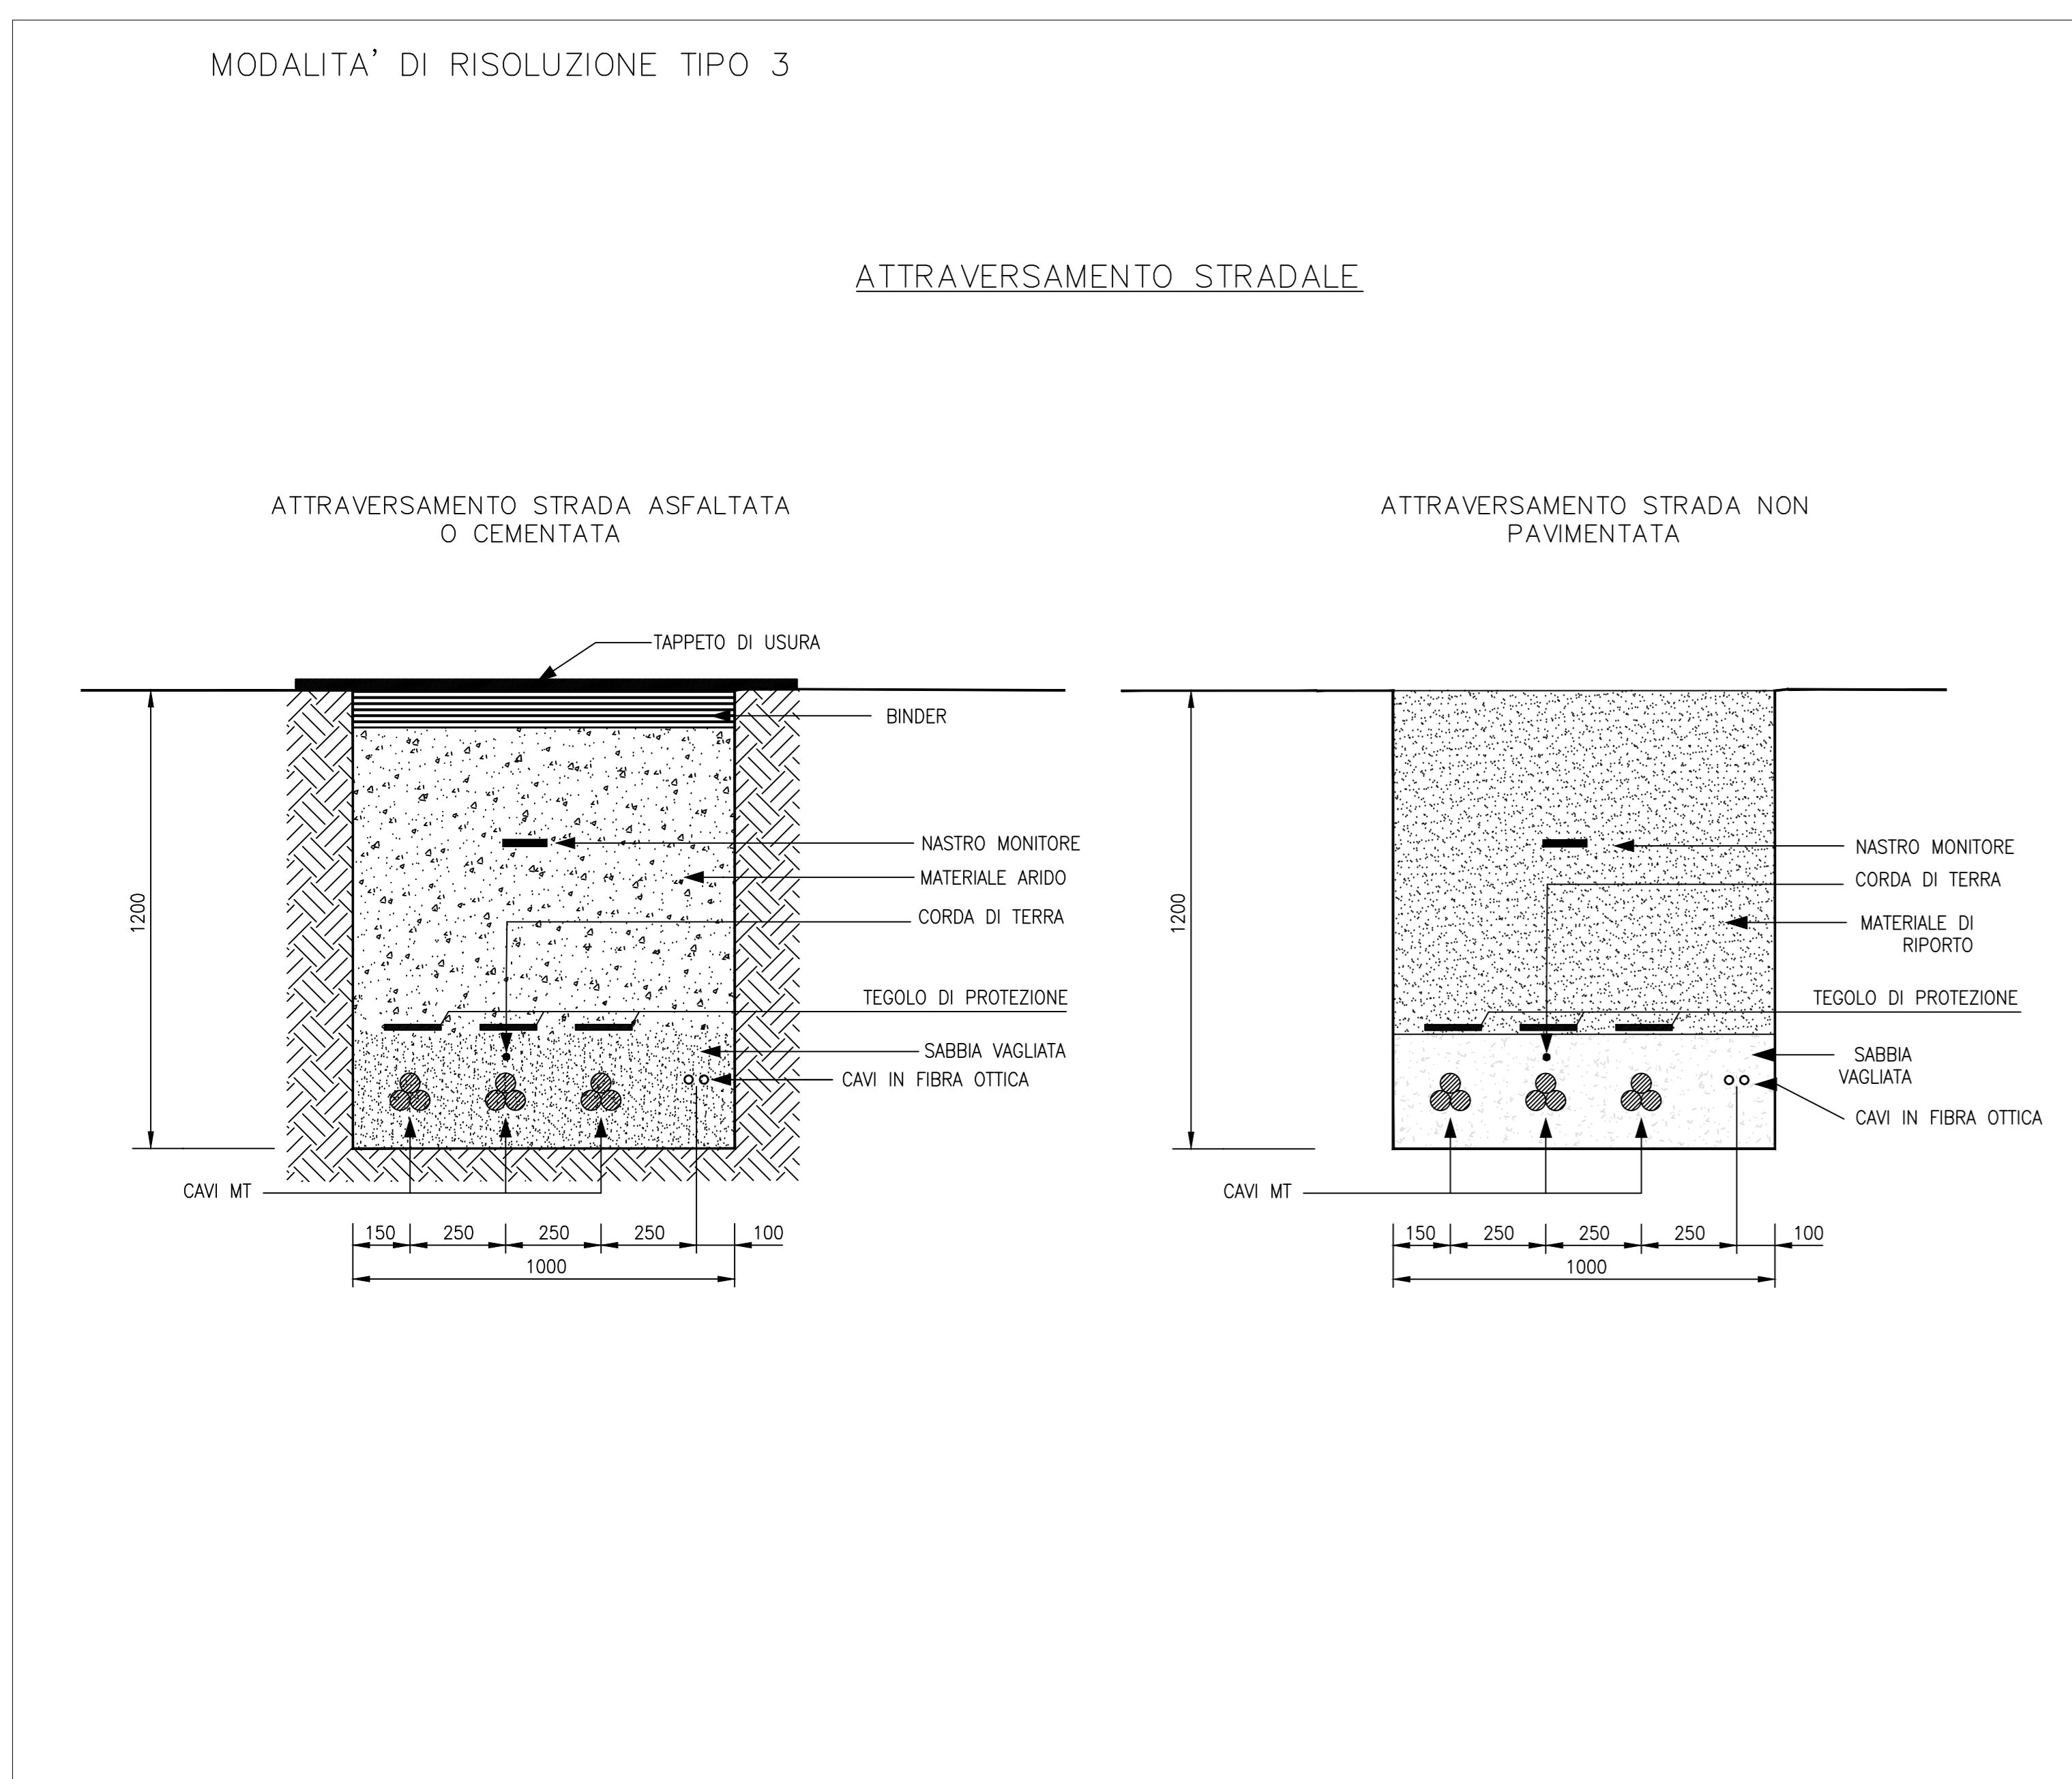 MODALITA' DI RISOLUZIONE TIPO 3
ATTRAVERSAMENTO STRADALE
ATTRAVERSAMENTO STRADA ASFALTATA
O CEMENTATA
TAPPETO DI USURA
BINDER
NASTRO MONITORE
MATERIALE ARIDO
CORDA DI TERRA
TEGOLO DI PROTEZIONE
SABBIA VAGLIATA
CAVI IN FIBRA OTTICA
1200
CAVI MT
150 250 250 250 100
1000
ATTRAVERSAMENTO STRADA NON
PAVIMENTATA
NASTRO MONITORE
CORDA DI TERRA
MATERIALE DI
RIPORTO
TEGOLO DI PROTEZIONE
SABBIA
VAGLIATA
CAVI IN FIBRA OTTICA
1200
CAVI MT
150 250 250 250 100
1000